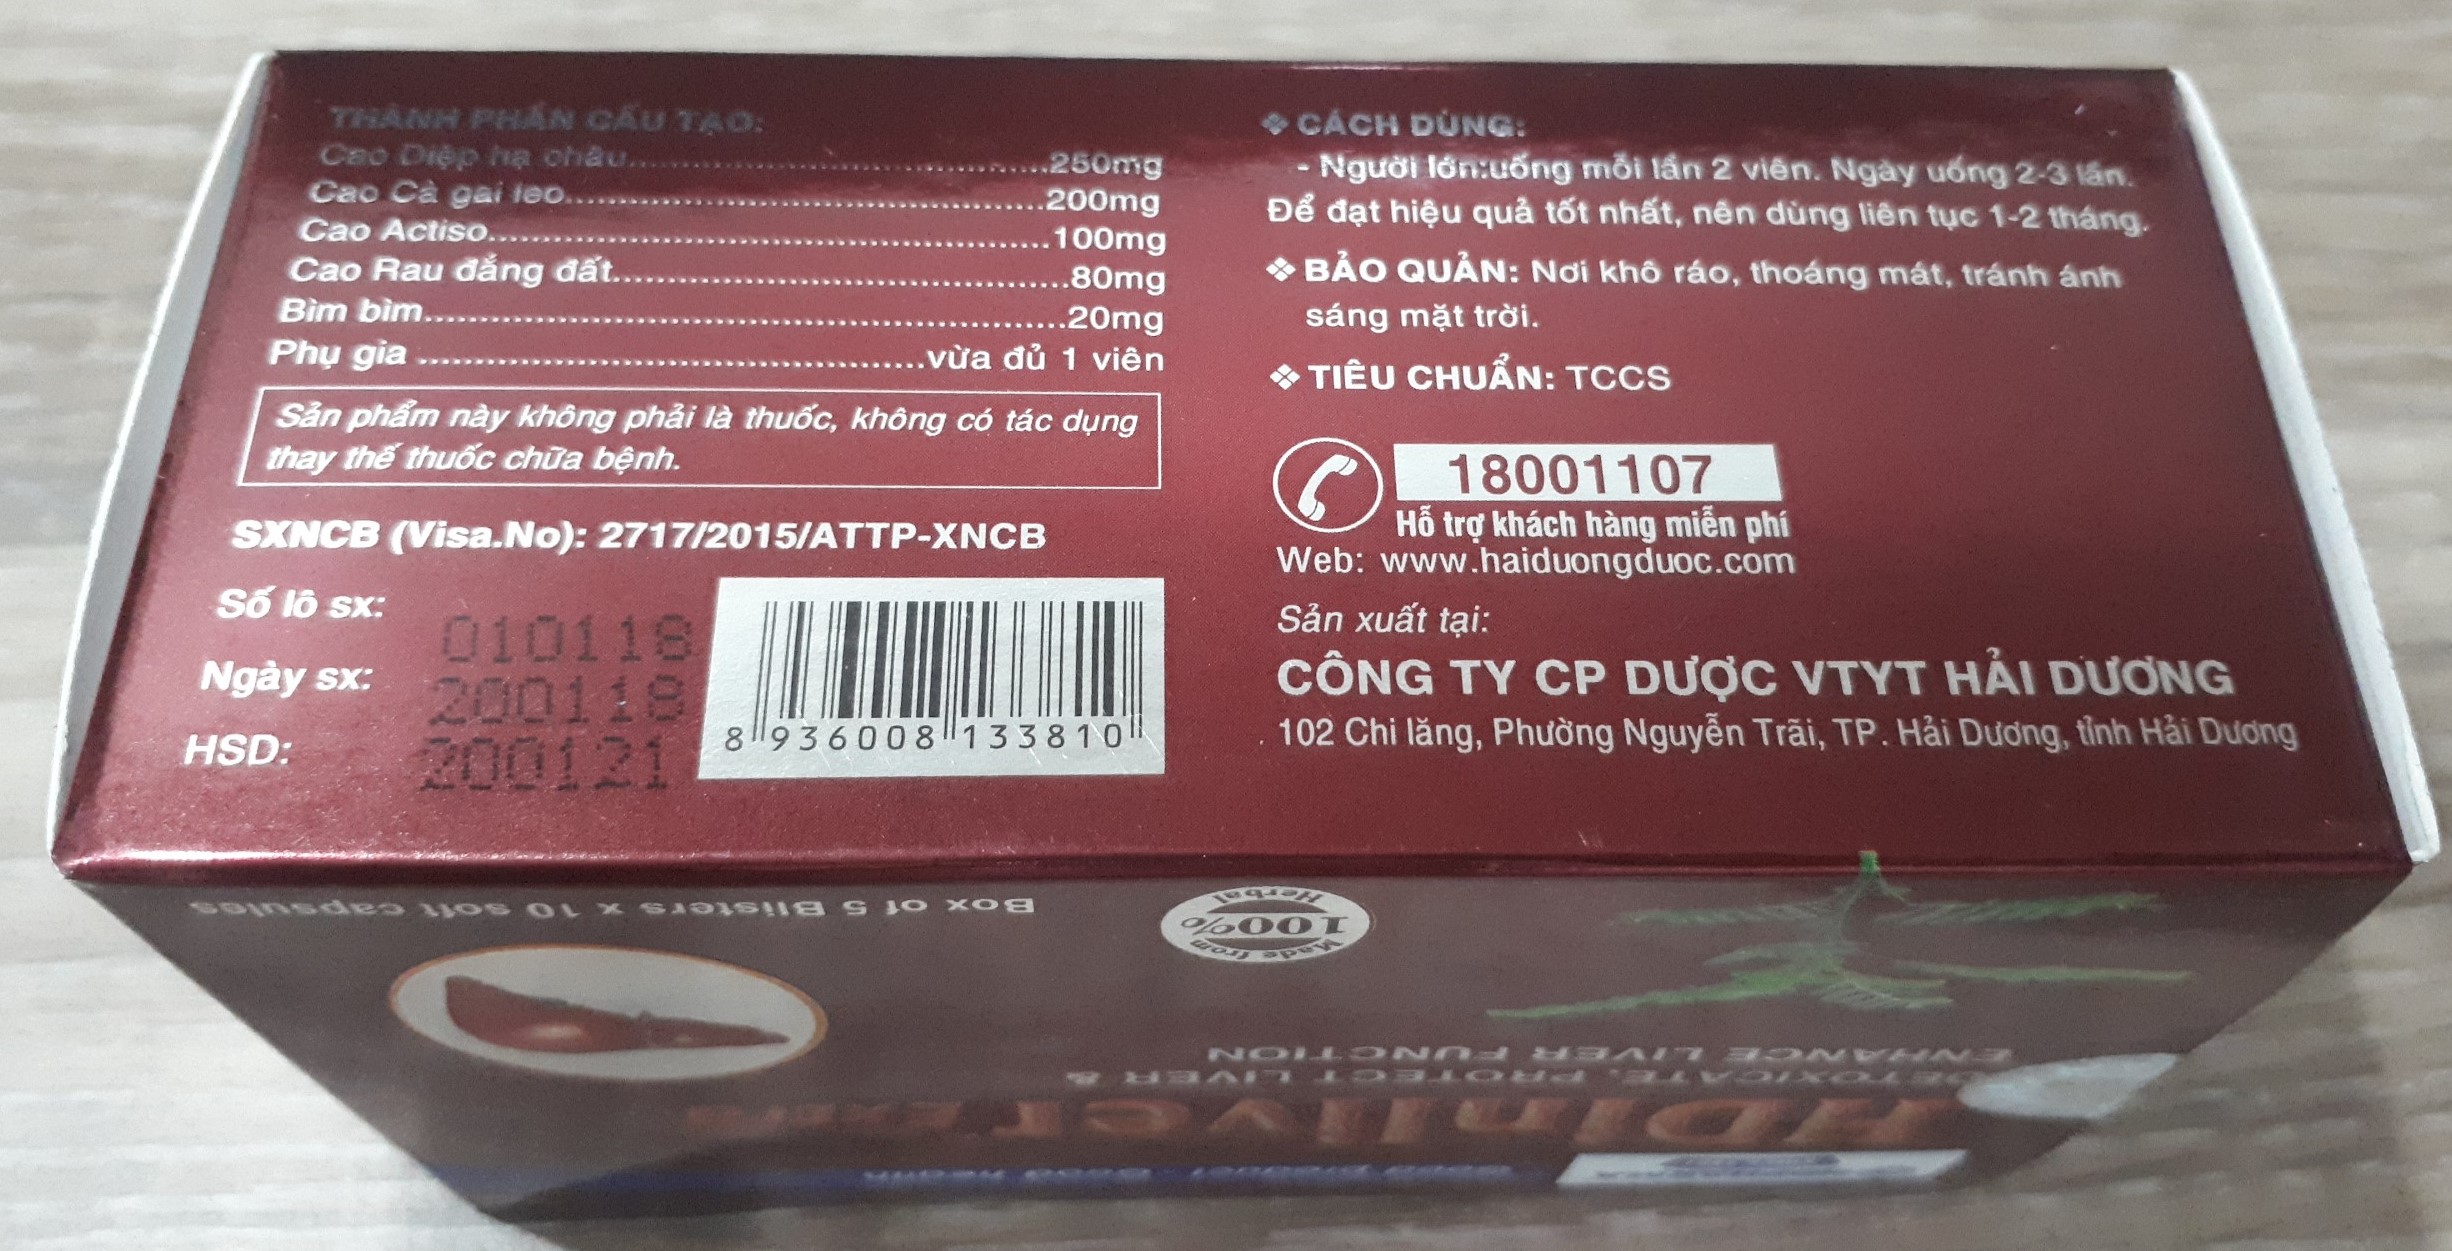 THÀNH PHẦN CẤU TẠO:
Cao Diệp hạ châu..............................250mg
Cao Cà gai leo..............................200mg
Cao Actiso..............................100mg
Cao Rau đắng đất..............................80mg
Bìm bìm..............................20mg
Phụ gia ..............................vừa đủ 1 viên
Sản phẩm này không phải là thuốc, không có tác dụng
thay thế thuốc chữa bệnh.
SXNCB (Visa.No): 2717/2015/ATTP-XNCB
Số lô sx: 010118
Ngày sx: 200118
HSD: 200121
8 936008 133810
❖ CÁCH DÙNG:
- Người lớn:uống mỗi lần 2 viên. Ngày uống 2-3 lần.
Để đạt hiệu quả tốt nhất, nên dùng liên tục 1-2 tháng.
❖ BẢO QUẢN: Nơi khô ráo, thoáng mát, tránh ánh
sáng mặt trời.
❖ TIÊU CHUẨN: TCCS
18001107
Hỗ trợ khách hàng miễn phí
Web: www.haiduongduoc.com
Sản xuất tại:
CÔNG TY CP DƯỢC VTYT HẢI DƯƠNG
102 Chi lăng, Phường Nguyễn Trãi, TP. Hải Dương, tỉnh Hải Dương
Good product - Good health
HDinliver Extra
DETOXICATE, PROTECT LIVER &
ENHANCE LIVER FUNCTION
Made from
100%
Herbal
Box of 5 Blisters x 10 soft capsules